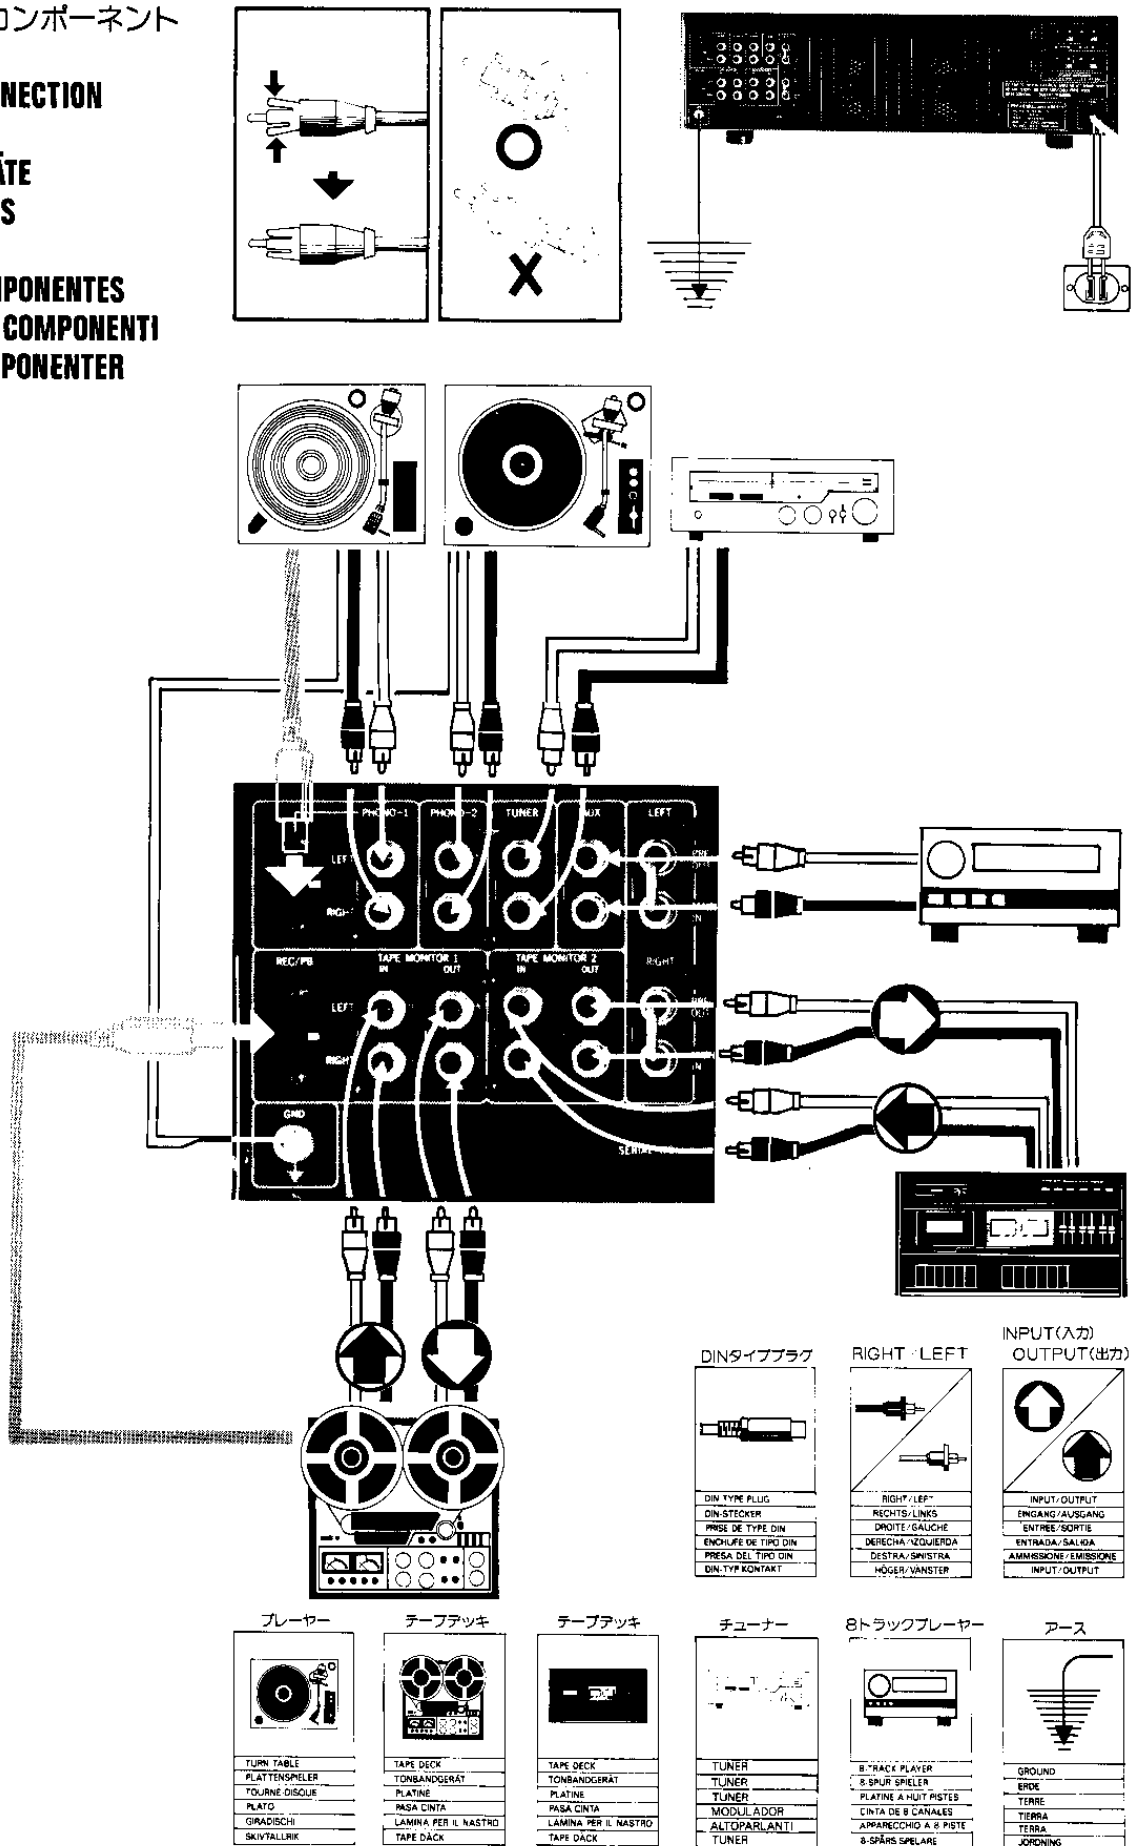 コンポーネント
NECTION
ÄTE
S
MPONENTES
COMPONENTI
PONENTER
PHONO-1
PHONO-2
TUNER
AUX
LEFT
LEFT
PRE
OUT
RIGHT
IN
REC/PB
TAPE MONITOR 1
IN
OUT
TAPE MONITOR 2
IN
OUT
RIGHT
LEFT
PRE
OUT
RIGHT
IN
GND
SERIAL NO.
DINタイププラグ
DIN TYPE PLUG
DIN-STECKER
PRISE DE TYPE DIN
ENCHUFE DE TIPO DIN
PRESA DEL TIPO DIN
DIN-TYP KONTAKT
RIGHT/LEFT
RIGHT/LEFT
RECHTS/LINKS
DROITE/GAUCHE
DERECHA/IZQUIERDA
DESTRA/SINISTRA
HÖGER/VÄNSTER
INPUT(入力)
OUTPUT(出力)
INPUT/OUTPUT
EINGANG/AUSGANG
ENTREE/SORTIE
ENTRADA/SALIDA
AMMISSIONE/EMISSIONE
INPUT/OUTPUT
プレーヤー
TURN TABLE
PLATTENSPIELER
TOURNE-DISQUE
PLATO
GIRADISCHI
SKIVTALLRIK
テープデッキ
TAPE DECK
TONBANDGERÄT
PLATINE
PASA CINTA
LAMINA PER IL NASTRO
TAPE DÄCK
テープデッキ
TAPE DECK
TONBANDGERÄT
PLATINE
PASA CINTA
LAMINA PER IL NASTRO
TAPE DÄCK
チューナー
TUNER
TUNER
TUNER
MODULADOR
ALTOPARLANTI
TUNER
8トラックプレーヤー
8-TRACK PLAYER
8-SPUR SPIELER
PLATINE A HUIT PISTES
CINTA DE 8 CANALES
APPARECCHIO A 8 PISTE
8-SPÅRS SPELARE
アース
GROUND
ERDE
TERRE
TIERRA
TERRA
JORDNING